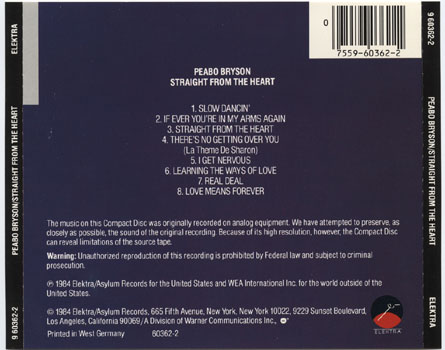 9 60362-2 PEABO BRYSON/STRAIGHT FROM THE HEART ELEKTRA
0
7559-60362-2
PEABO BRYSON
STRAIGHT FROM THE HEART
1. SLOW DANCIN'
2. IF EVER YOU'RE IN MY ARMS AGAIN
3. STRAIGHT FROM THE HEART
4. THERE'S NO GETTING OVER YOU
(La Theme De Sharon)
5. I GET NERVOUS
6. LEARNING THE WAYS OF LOVE
7. REAL DEAL
8. LOVE MEANS FOREVER
The music on this Compact Disc was originally recorded on analog equipment. We have attempted to preserve, as
closely as possible, the sound of the original recording. Because of its high resolution, however, the Compact Disc
can reveal limitations of the source tape.
Warning: Unauthorized reproduction of this recording is prohibited by Federal law and subject to criminal
prosecution.
℗ 1984 Elektra/Asylum Records for the United States and WEA International Inc. for the world outside of the
United States.
© 1984 Elektra/Asylum Records, 665 Fifth Avenue, New York, New York 10022, 9229 Sunset Boulevard,
Los Angeles, California 90069/A Division of Warner Communications Inc.,
Printed in West Germany 60362-2
ELEKTRA
9 60362-2 PEABO BRYSON/STRAIGHT FROM THE HEART ELEKTRA